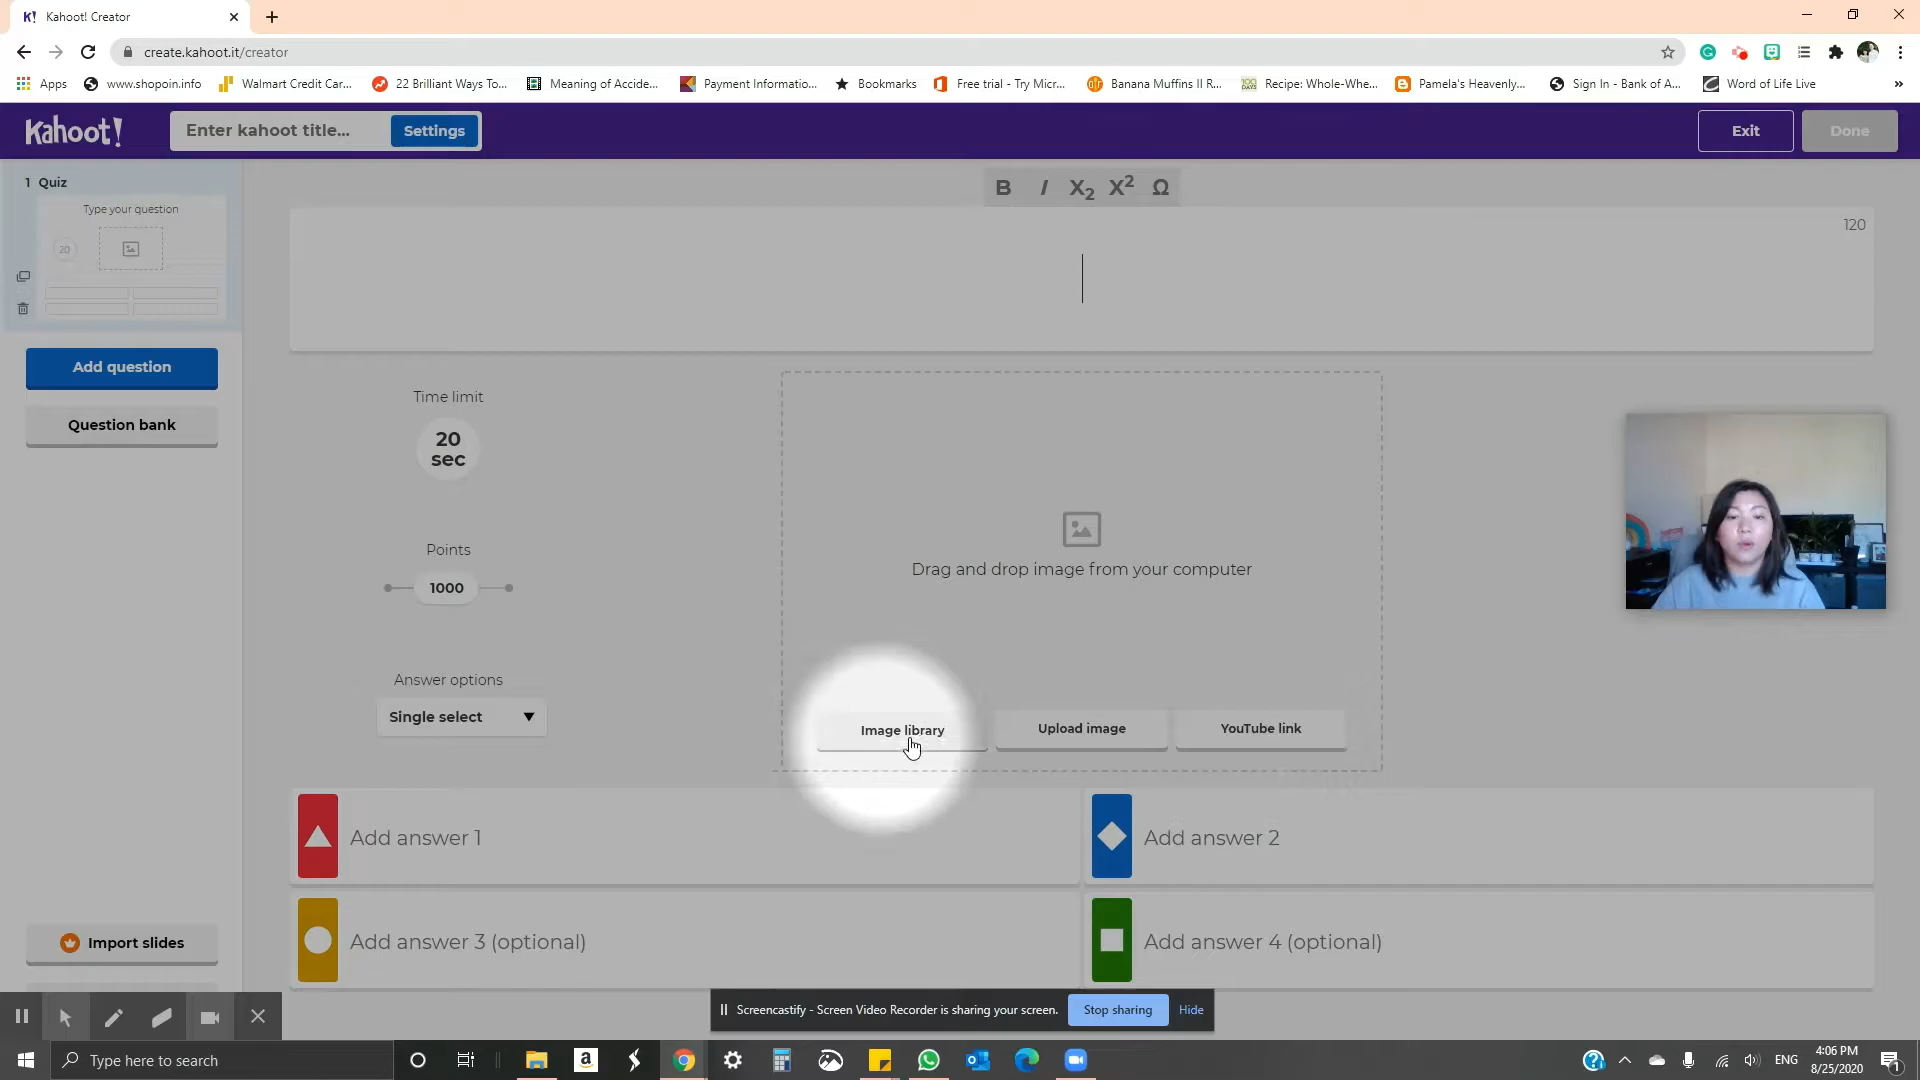 Kahoot! Creator
create.kahoot.it/creator
Apps www.shopoin.info Walmart Credit Car... 22 Brilliant Ways To... Meaning of Accide... Payment Informatio... Bookmarks Free trial - Try Micr... Banana Muffins II R... Recipe: Whole-Whe... Pamela's Heavenly... Sign In - Bank of A... Word of Life Live »
Kahoot! Enter kahoot title... Settings Exit Done
1 Quiz
B I X2 X2 Ω
Type your question
120
20
Add question
Question bank
Time limit
20
sec
Points
1000
Answer options
Single select
Drag and drop image from your computer
Image library Upload image YouTube link
Add answer 1 Add answer 2
Add answer 3 (optional) Add answer 4 (optional)
Import slides
Screencastify - Screen Video Recorder is sharing your screen. Stop sharing Hide
Type here to search
ENG
4:06 PM
8/25/2020
1